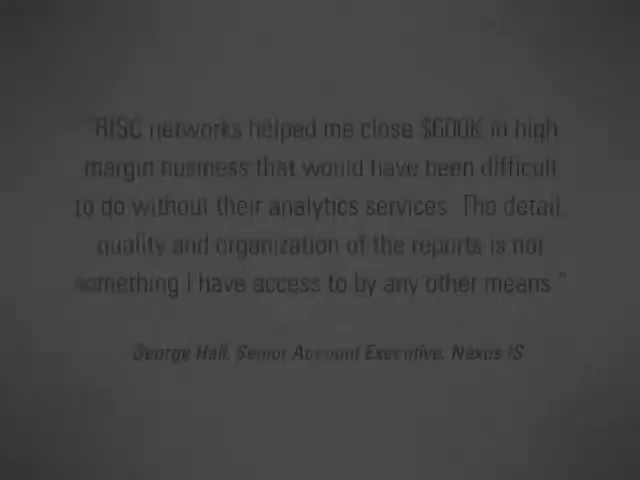 "RISC networks helped me close $600K in high
margin business that would have been difficult
to do without their analytics services. The detail,
quality and organization of the reports is not
something I have access to by any other means."
George Hall, Senior Account Executive, Nexus IS